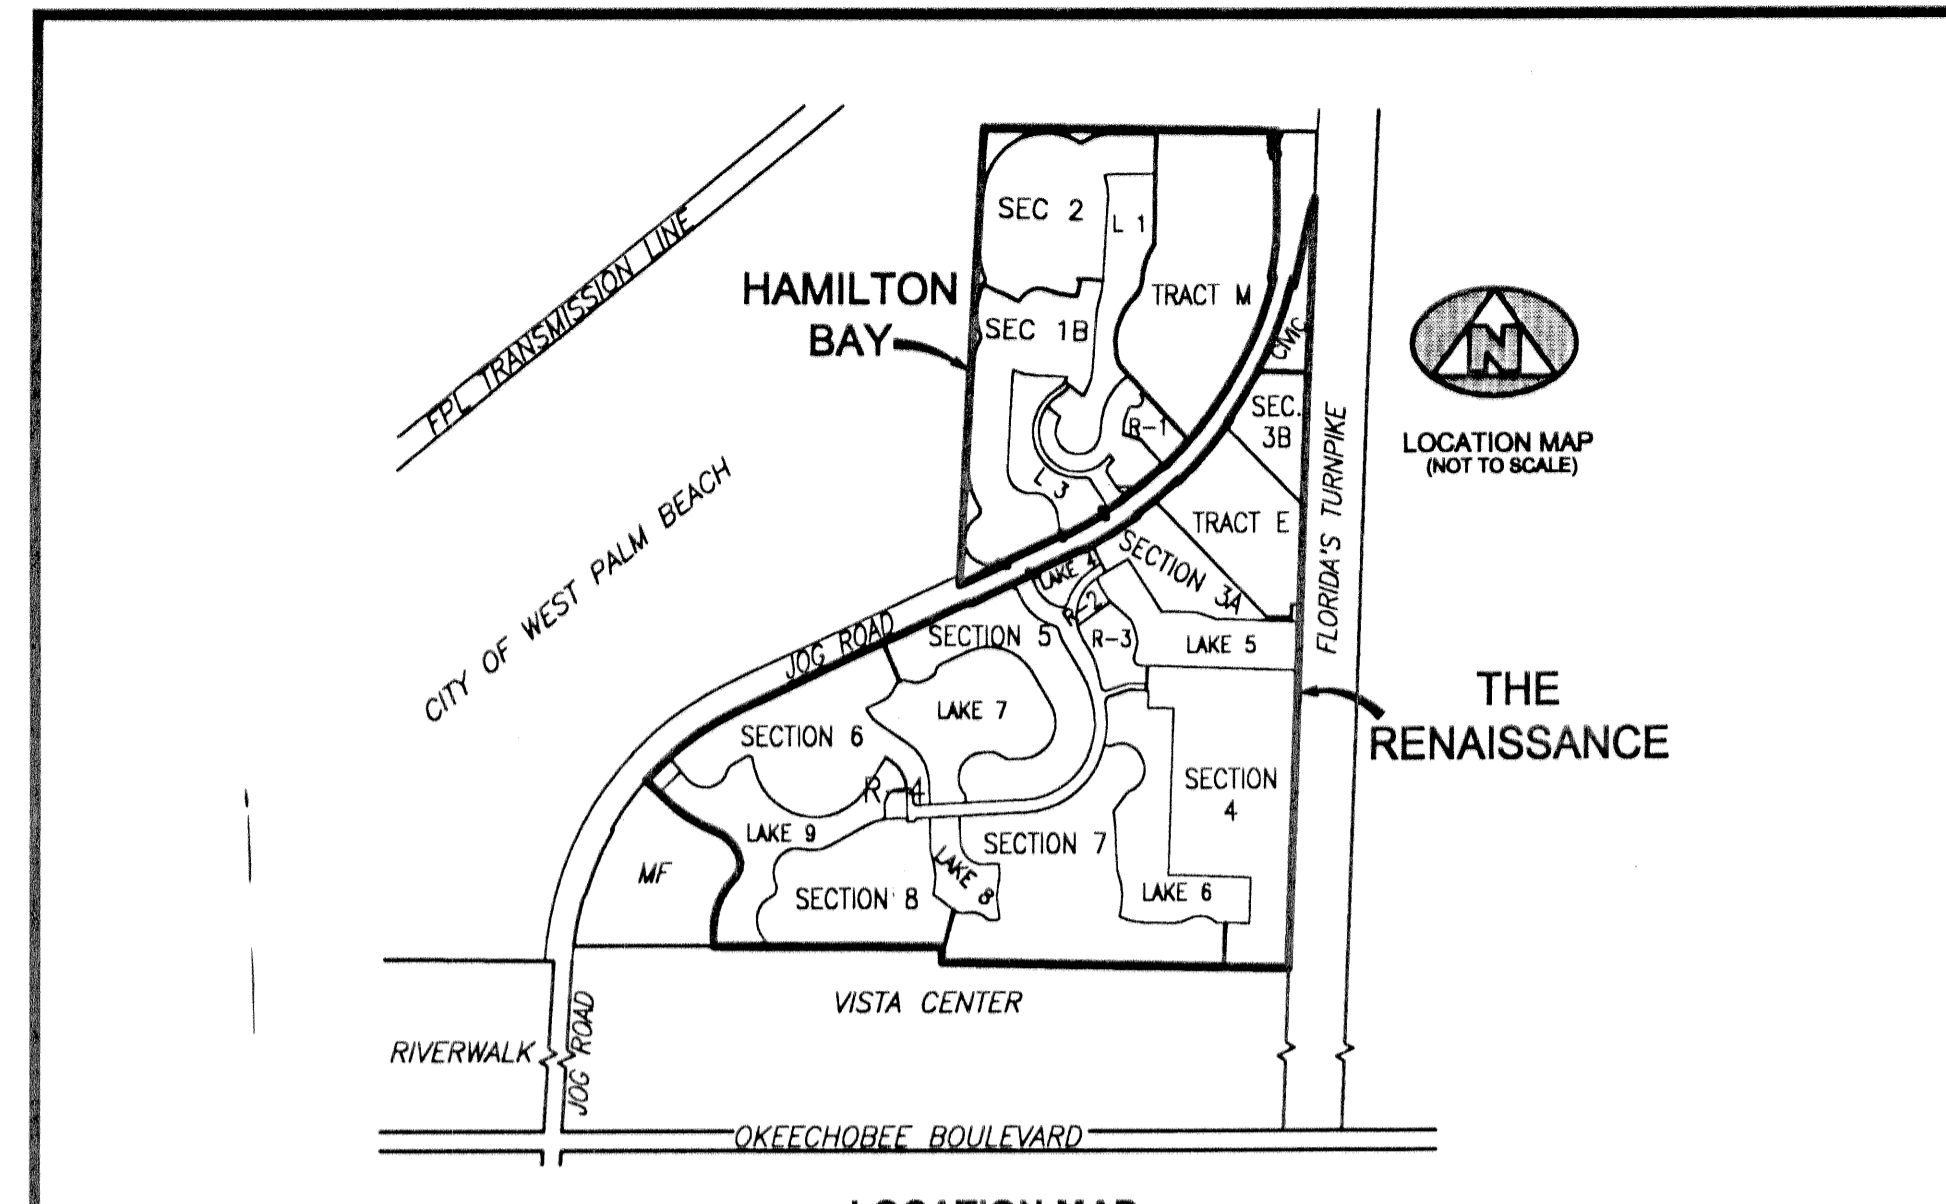 FPL TRANSMISSION LINE
CITY OF WEST PALM BEACH
HAMILTON
BAY
SEC 2
L 1
TRACT M
SEC 1B
CMC
SEC.
3B
R-1
L 3
TRACT E
FLORIDA'S TURNPIKE
N
LOCATION MAP
(NOT TO SCALE)
SECTION 3A
LAKE 4
R-2
R-3
LAKE 5
JOG ROAD
SECTION 5
LAKE 7
SECTION 6
R-4
THE
RENAISSANCE
SECTION
4
LAKE 9
SECTION 7
MF
SECTION 8
LAKE 8
LAKE 6
VISTA CENTER
RIVERWALK
JOG ROAD
OKEECHOBEE BOULEVARD
LOCATION MAP